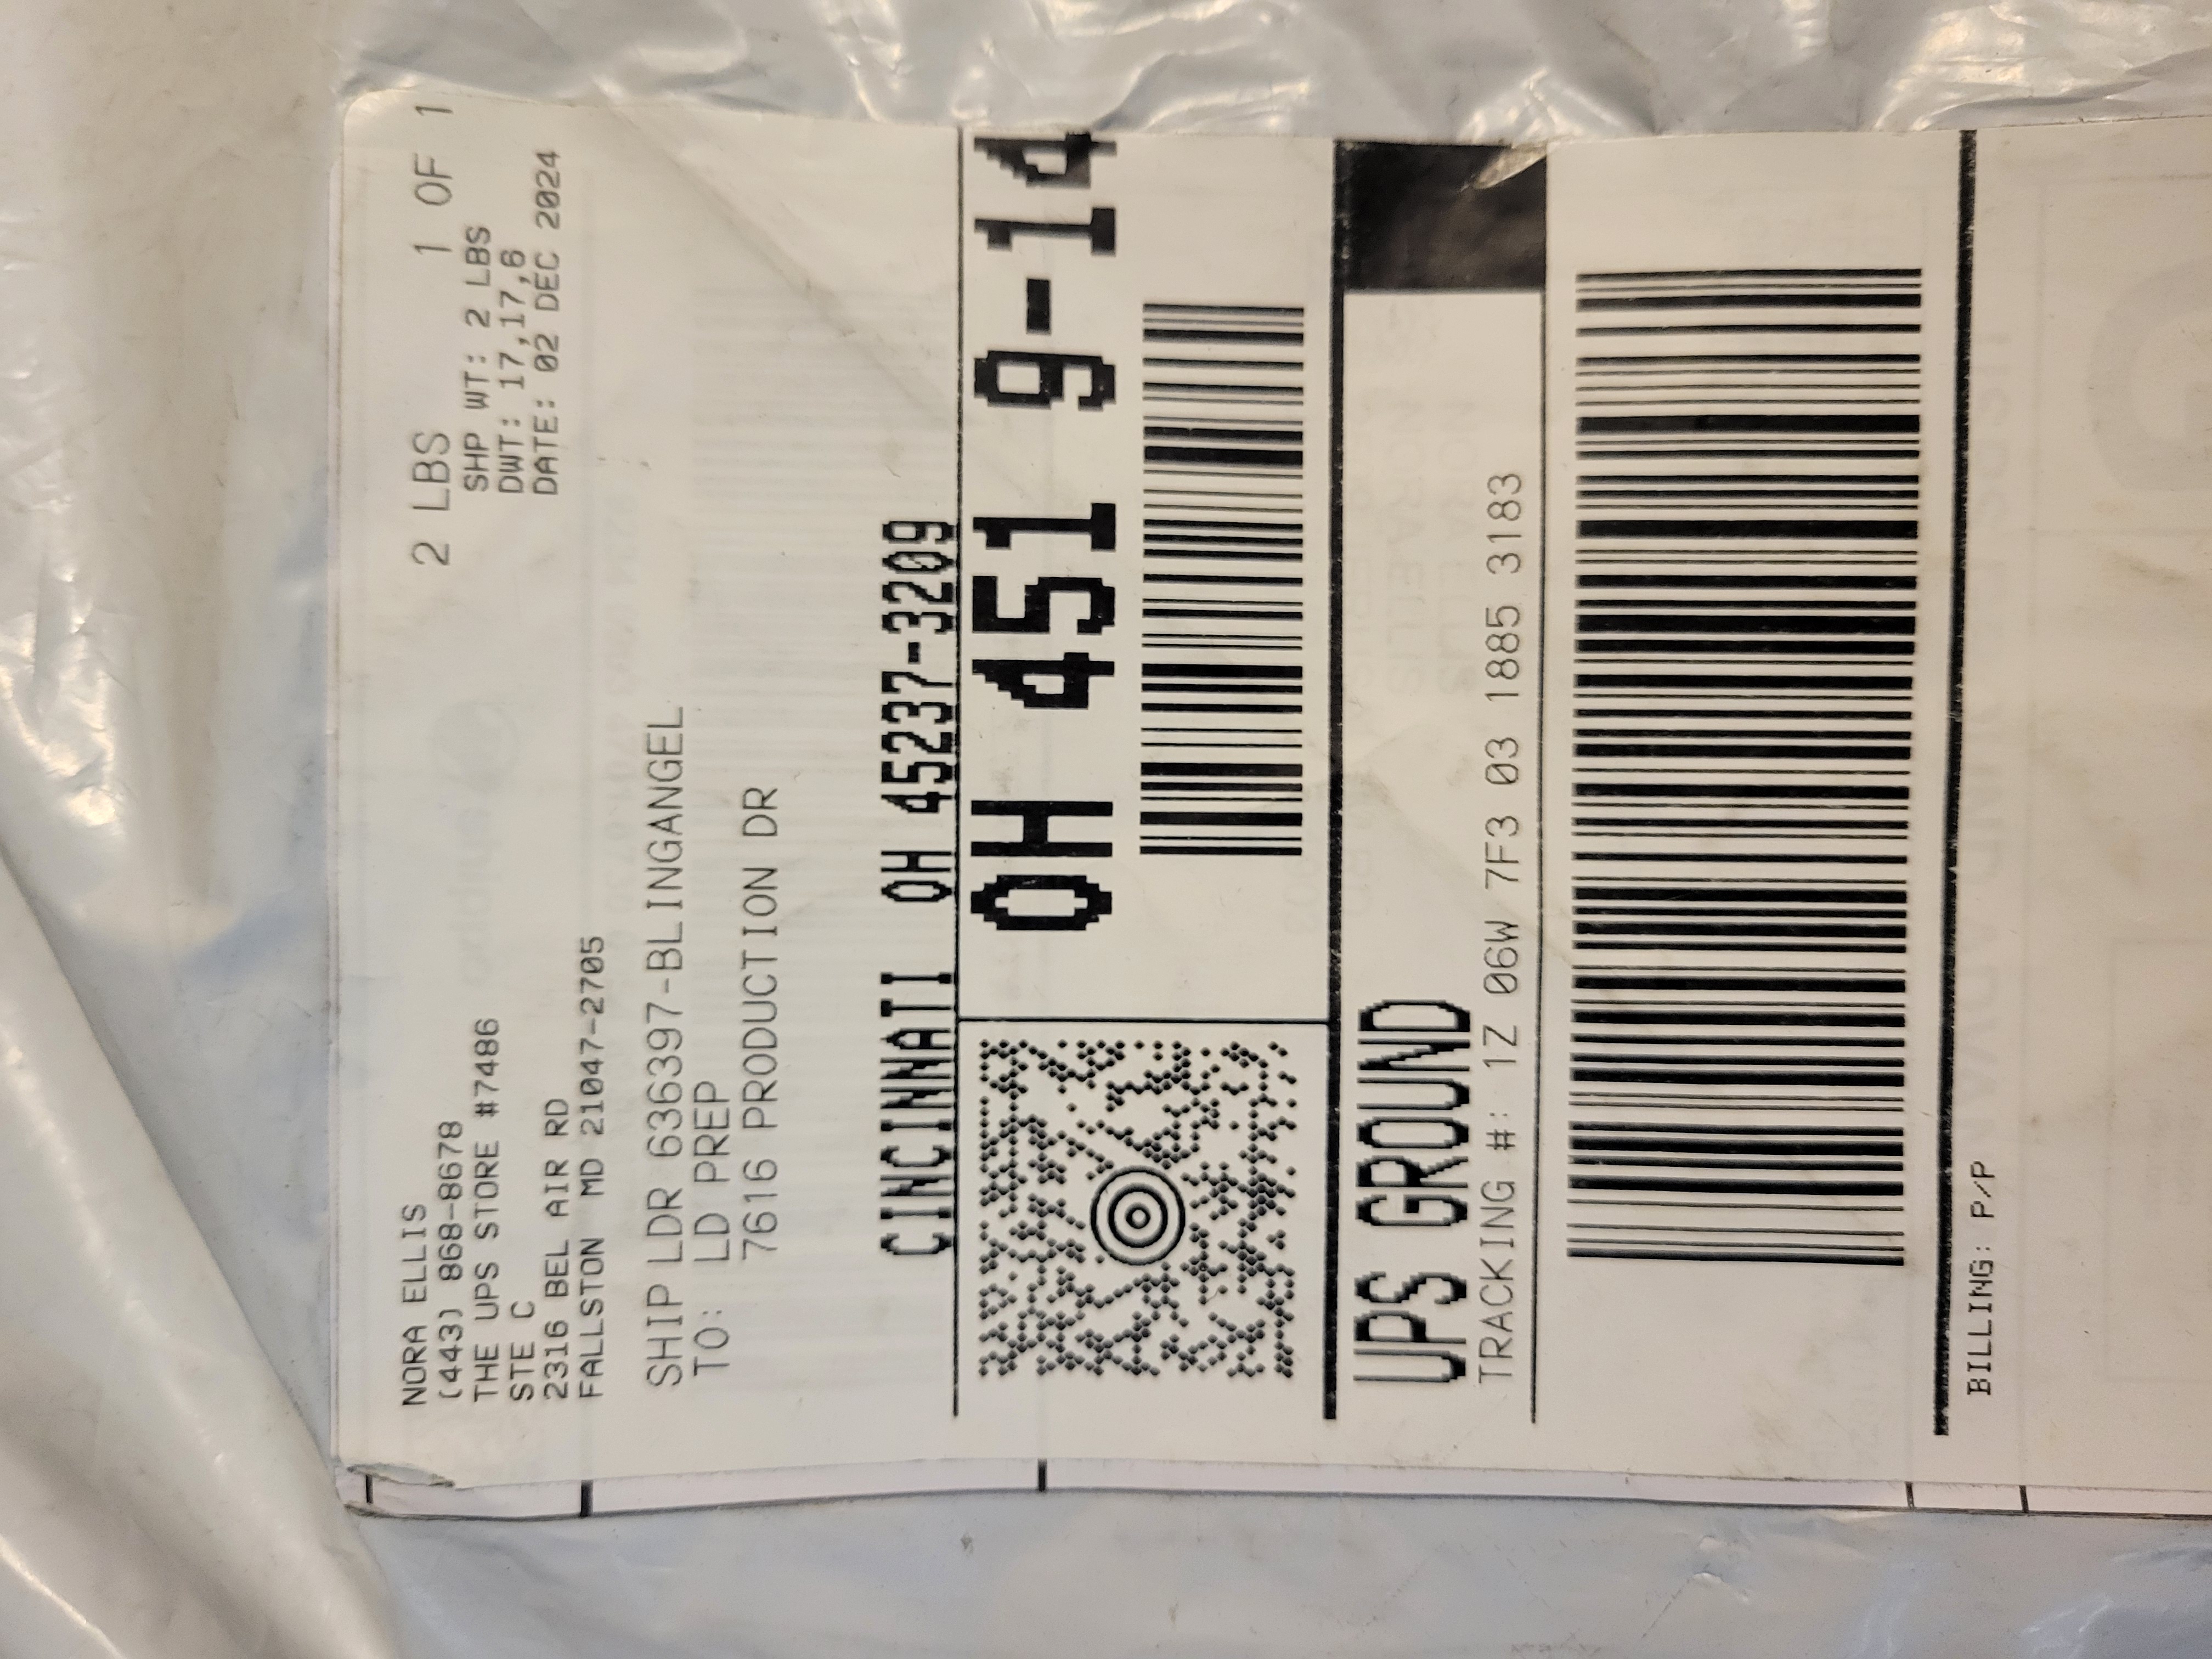 NORA ELLIS
(443) 868-8678
THE UPS STORE #7486
STE C
2316 BEL AIR RD
FALLSTON MD 21047-2705
2 LBS 1 OF 1
SHP WT: 2 LBS
DWT: 17,17,6
DATE: 02 DEC 2024
SHIP LDR 636397-BLINGANGEL
TO: LD PREP
7616 PRODUCTION DR
CINCINNATI OH 45237-3209
OH 451 9-14
UPS GROUND
TRACKING #: 1Z 06W 7F3 03 1885 3183
BILLING: P/P